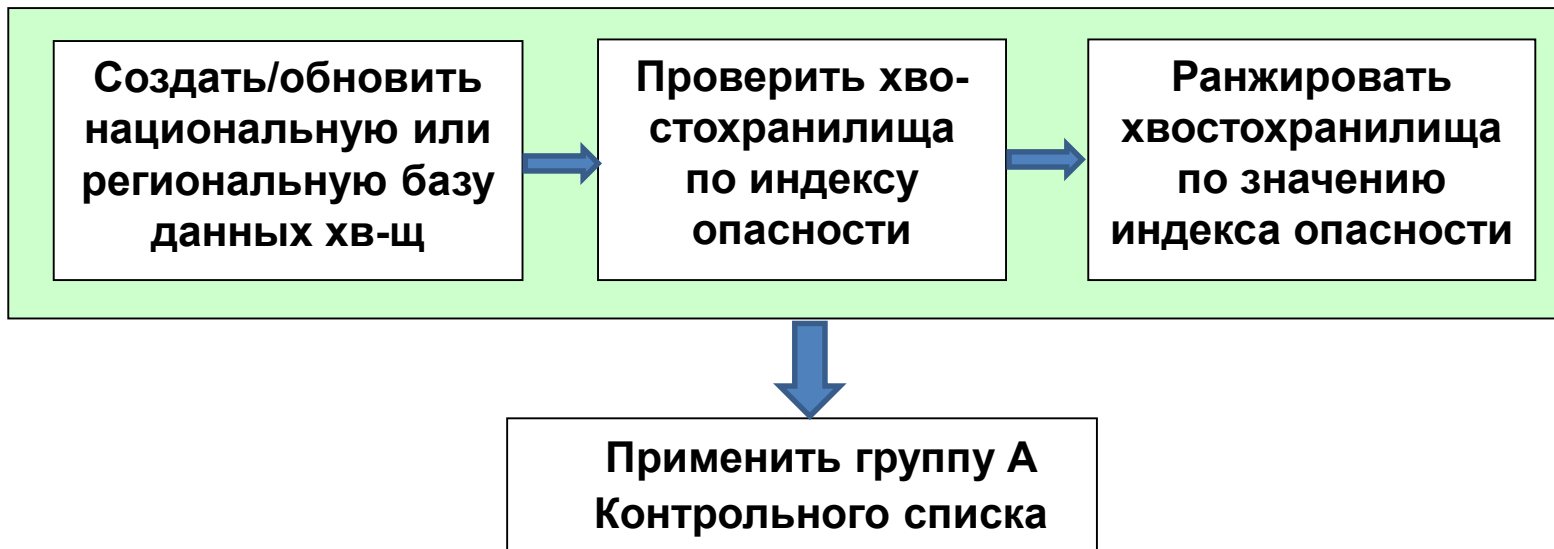 Создать/обновить
национальную или
региональную базу
данных хв-щ
Проверить хво-
стохранилища
по индексу
опасности
Ранжировать
хвостохранилища
по значению
индекса опасности
Применить группу А
Контрольного списка